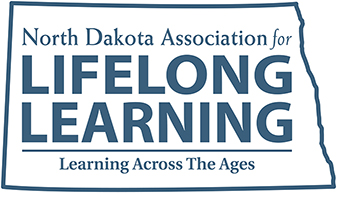 North Dakota Association for
LIFELONG
LEARNING
Learning Across The Ages